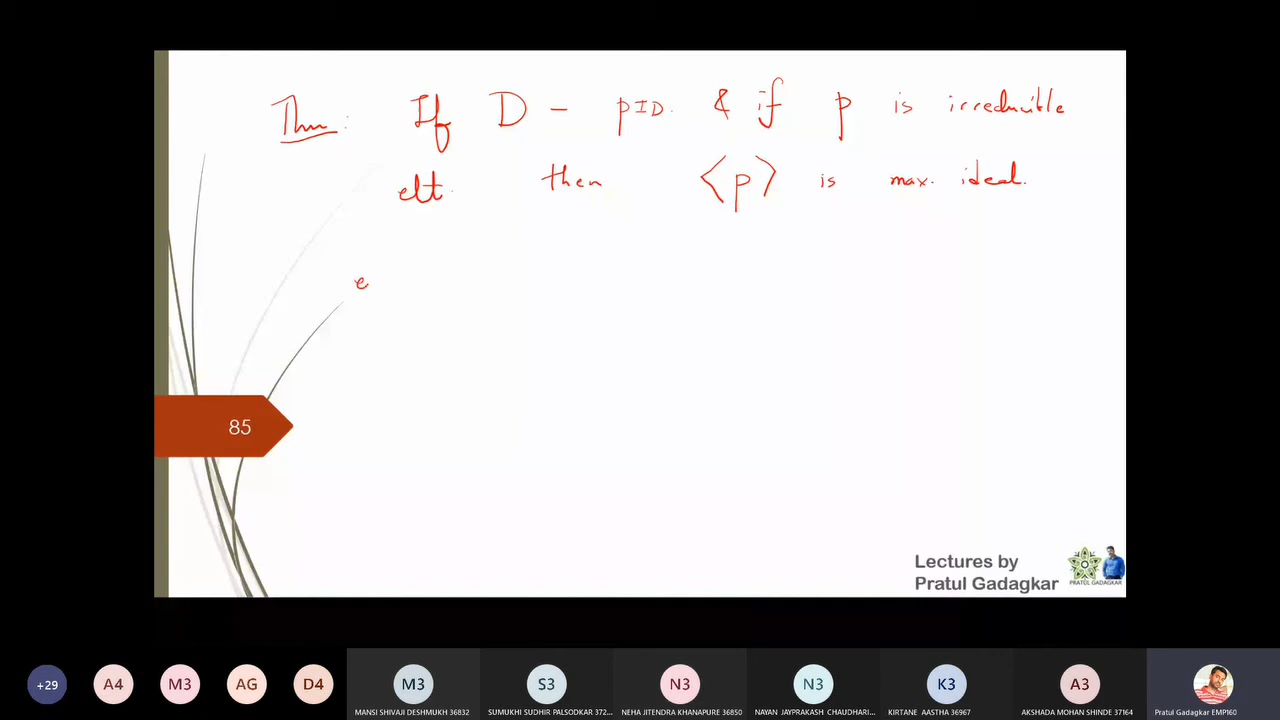 Thm: If D - PID. & if p is irreducible
elt. then <p> is max. ideal.
e
85
Lectures by
Pratul Gadagkar
PRATUL GADAGKAR
+29 A4 M3 AG D4 M3 S3 N3 N3 K3 A3
MANSI SHIVAJI DESHMUKH 36832 SUMUKHI SUDHIR PALSODKAR 372... NEHA JITENDRA KHANAPURE 36850 NAYAN JAYPRAKASH CHAUDHARI... KIRTANE AASTHA 36967 AKSHADA MOHAN SHINDE 37164 Pratul Gadagkar EMP160